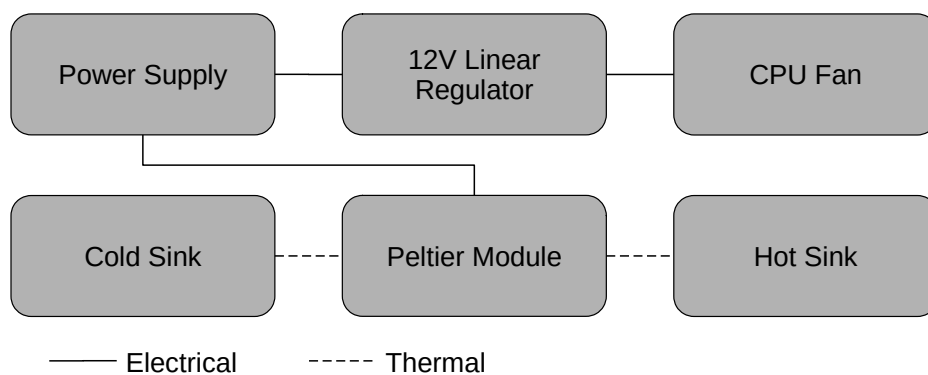 Power Supply
12V Linear
Regulator
CPU Fan
Cold Sink
Peltier Module
Hot Sink
Electrical
Thermal